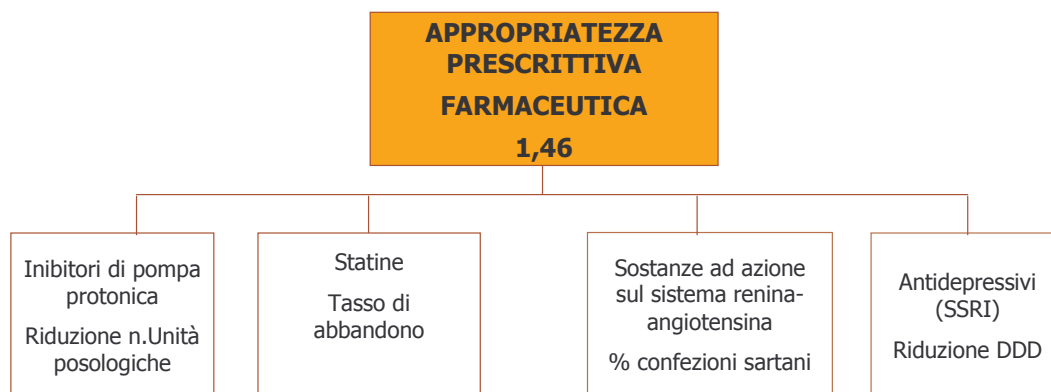 APPROPRIATEZZA
PRESCRITTIVA
FARMACEUTICA
1,46
Inibitori di pompa
protonica
Riduzione n.Unità
posologiche
Statine
Tasso di
abbandono
Sostanze ad azione
sul sistema renina-
angiotensina
% confezioni sartani
Antidepressivi
(SSRI)
Riduzione DDD